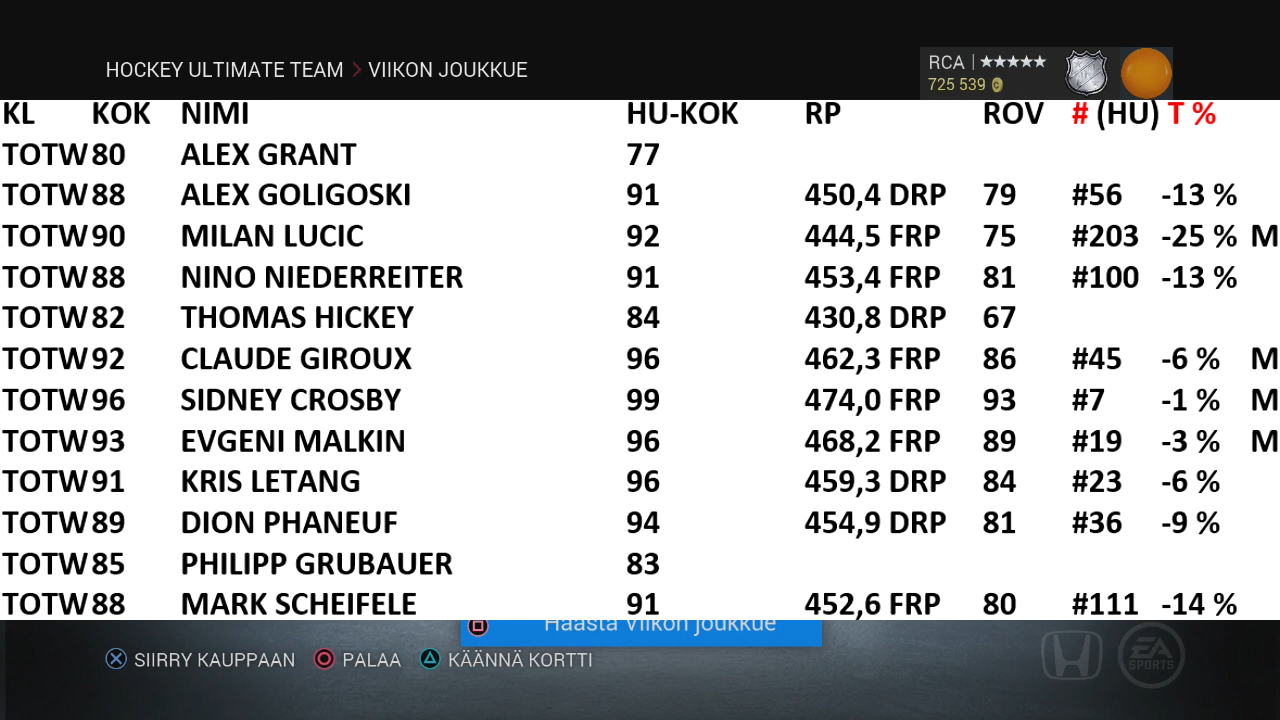 HOCKEY ULTIMATE TEAM > VIIKON JOUKKUE
RCA | ★★★★★
725 539
KL KOK NIMI HU-KOK RP ROV # (HU) T %
TOTW 80 ALEX GRANT 77
TOTW 88 ALEX GOLIGOSKI 91 450,4 DRP 79 #56 -13 %
TOTW 90 MILAN LUCIC 92 444,5 FRP 75 #203 -25 % M
TOTW 88 NINO NIEDERREITER 91 453,4 FRP 81 #100 -13 %
TOTW 82 THOMAS HICKEY 84 430,8 DRP 67
TOTW 92 CLAUDE GIROUX 96 462,3 FRP 86 #45 -6 % M
TOTW 96 SIDNEY CROSBY 99 474,0 FRP 93 #7 -1 % M
TOTW 93 EVGENI MALKIN 96 468,2 FRP 89 #19 -3 % M
TOTW 91 KRIS LETANG 96 459,3 DRP 84 #23 -6 %
TOTW 89 DION PHANEUF 94 454,9 DRP 81 #36 -9 %
TOTW 85 PHILIPP GRUBAUER 83
TOTW 88 MARK SCHEIFELE 91 452,6 FRP 80 #111 -14 %
Haasta Viikon joukkue
SIIRRY KAUPPAAN PALAA KÄÄNNÄ KORTTI
EA SPORTS